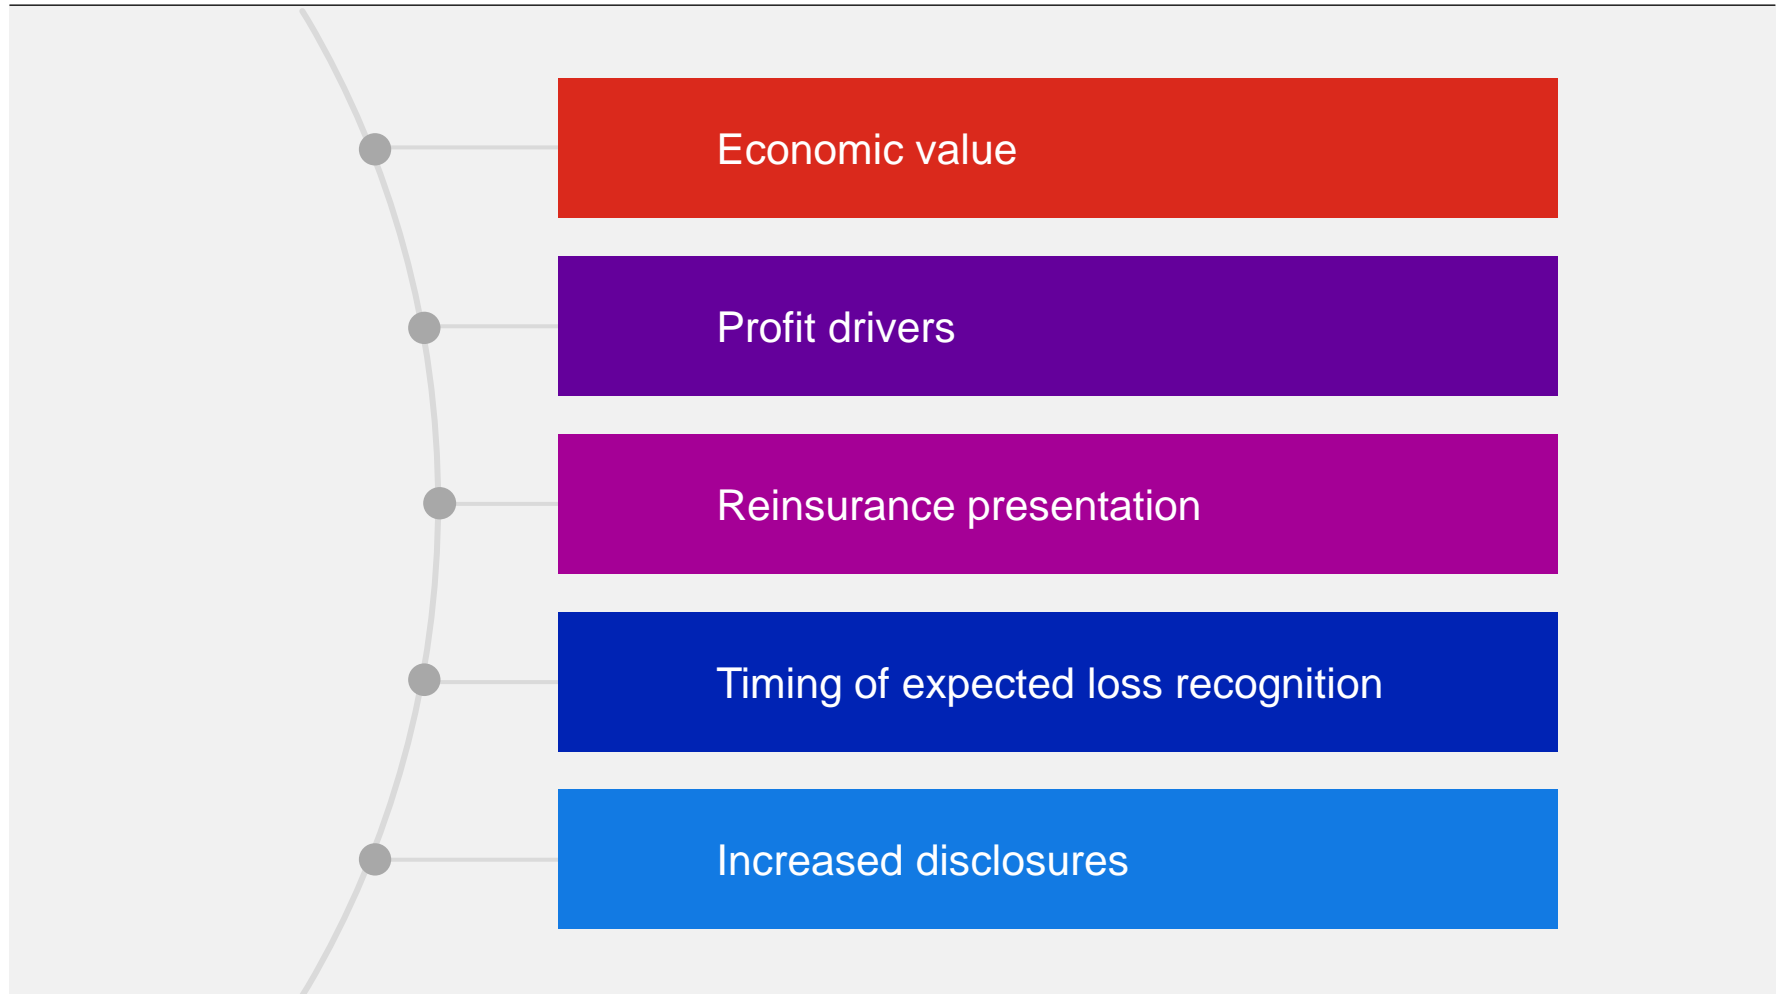 Economic value
Profit drivers
Reinsurance presentation
Timing of expected loss recognition
Increased disclosures